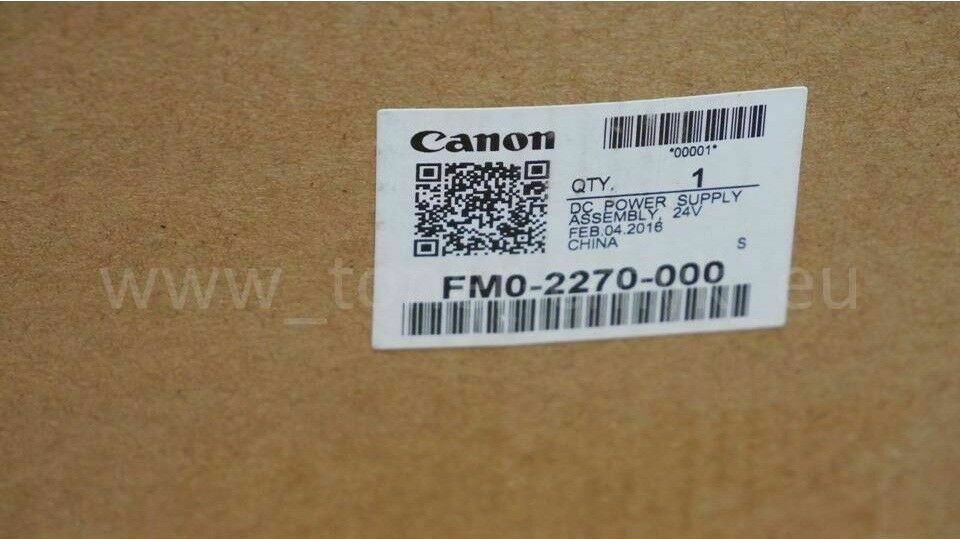 Canon
*00001*
QTY. 1
DC POWER SUPPLY
ASSEMBLY, 24V
FEB.04.2016
CHINA S
FM0-2270-000